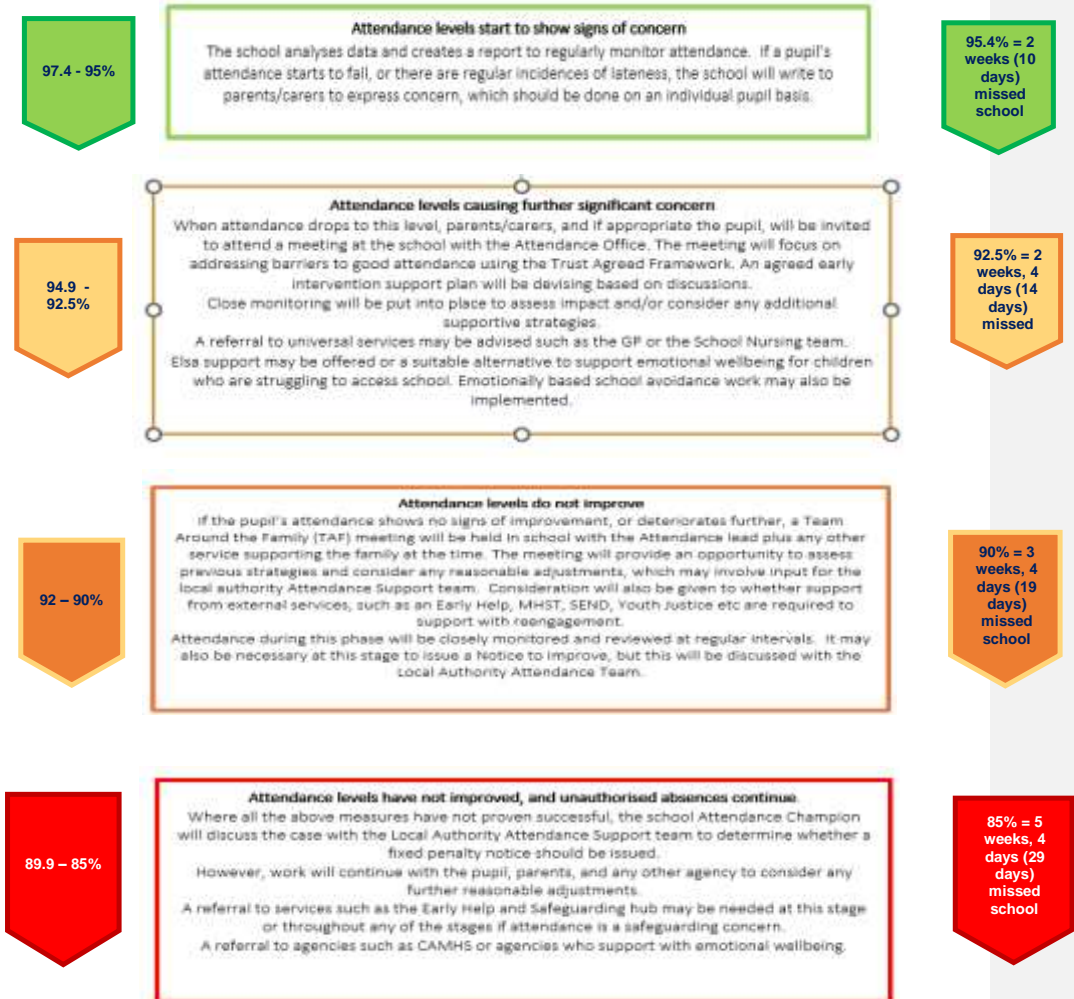 97.4 - 95%
Attendance levels start to show signs of concern
The school analyses data and creates a report to regularly monitor attendance. If a pupil's
attendance starts to fall, or there are regular incidences of lateness, the school will write to
parents/carers to express concern, which should be done on an individual pupil basis.
95.4% = 2
weeks (10
days)
missed
school
94.9 -
92.5%
Attendance levels causing further significant concern
When attendance drops to this level, parents/carers, and if appropriate the pupil, will be invited
to attend a meeting at the school with the Attendance Office. The meeting will focus on
addressing barriers to good attendance using the Trust Agreed Framework. An agreed early
intervention support plan will be devising based on discussions.
Close monitoring will be put into place to assess impact and/or consider any additional
supportive strategies.
A referral to universal services may be advised such as the GP or the School Nursing team.
Elsa support may be offered or a suitable alternative to support emotional wellbeing for children
who are struggling to access school. Emotionally based school avoidance work may also be
implemented.
92.5% = 2
weeks, 4
days (14
days)
missed
92 – 90%
Attendance levels do not improve
If the pupil's attendance shows no signs of improvement, or deteriorates further, a Team
Around the Family (TAF) meeting will be held in school with the Attendance lead plus any other
service supporting the family at the time. The meeting will provide an opportunity to assess
previous strategies and consider any reasonable adjustments, which may involve input for the
local authority Attendance Support team. Consideration will also be given to whether support
from external services, such as an Early Help, MHST, SEND, Youth Justice etc are required to
support with reengagement.
Attendance during this phase will be closely monitored and reviewed at regular intervals. It may
also be necessary at this stage to issue a Notice to Improve, but this will be discussed with the
Local Authority Attendance Team.
90% = 3
weeks, 4
days (19
days)
missed
school
89.9 – 85%
Attendance levels have not improved, and unauthorised absences continue
Where all the above measures have not proven successful, the school Attendance Champion
will discuss the case with the Local Authority Attendance Support team to determine whether a
fixed penalty notice should be issued.
However, work will continue with the pupil, parents, and any other agency to consider any
further reasonable adjustments.
A referral to services such as the Early Help and Safeguarding hub may be needed at this stage
or throughout any of the stages if attendance is a safeguarding concern.
A referral to agencies such as CAMHS or agencies who support with emotional wellbeing.
85% = 5
weeks, 4
days (29
days)
missed
school